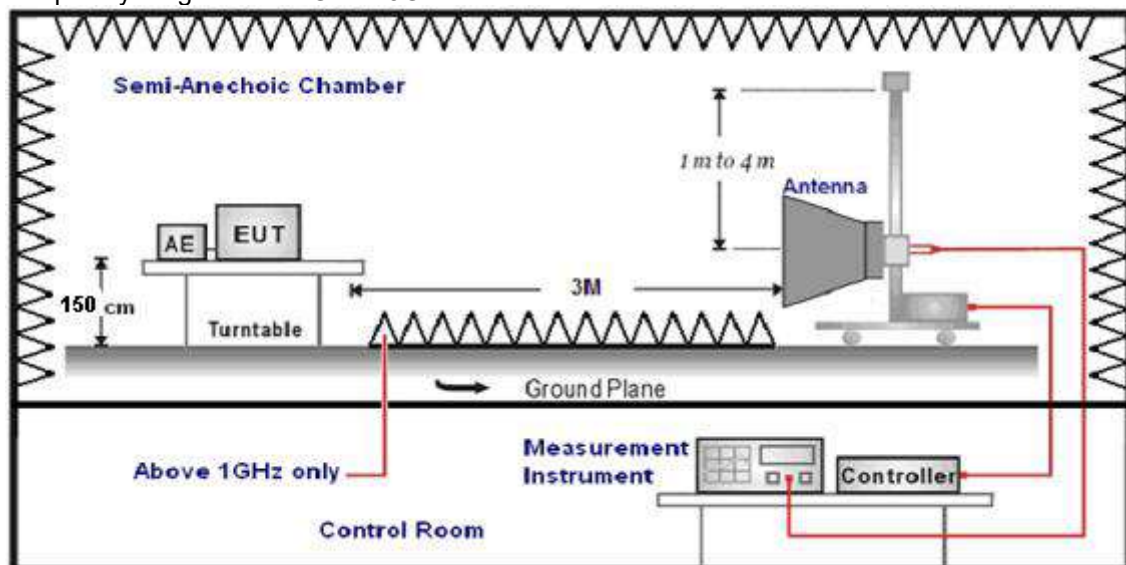 Semi-Anechoic Chamber
1 m to 4 m
Antenna
AE
EUT
150 cm
3M
Turntable
Ground Plane
Above 1GHz only
Measurement
Instrument
Controller
Control Room